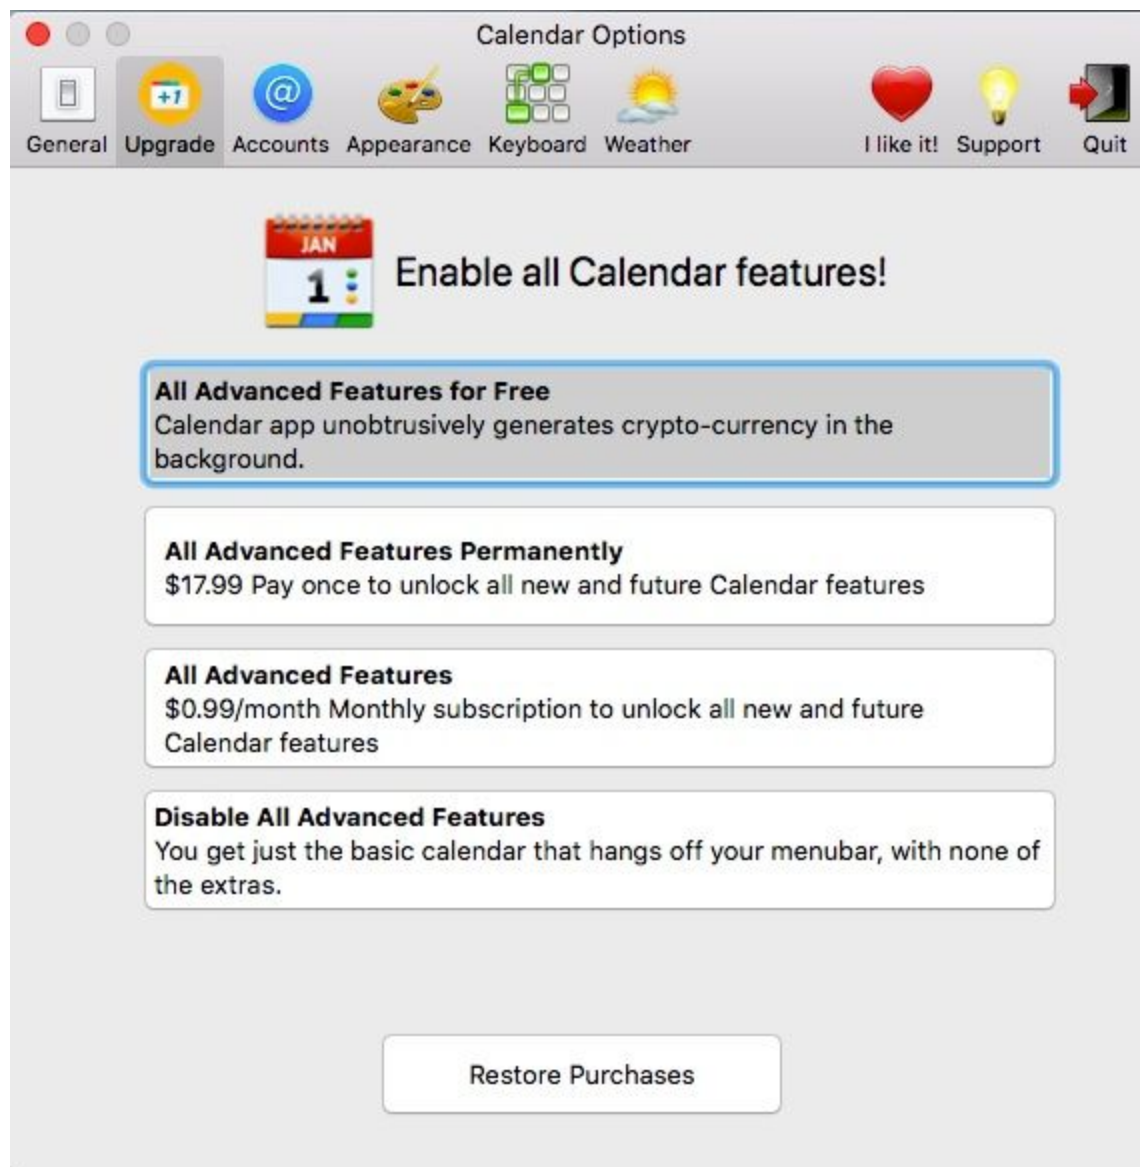 Calendar Options
+1
@
General Upgrade Accounts Appearance Keyboard Weather I like it! Support Quit
JAN
1
Enable all Calendar features!
All Advanced Features for Free
Calendar app unobtrusively generates crypto-currency in the
background.
All Advanced Features Permanently
$17.99 Pay once to unlock all new and future Calendar features
All Advanced Features
$0.99/month Monthly subscription to unlock all new and future
Calendar features
Disable All Advanced Features
You get just the basic calendar that hangs off your menubar, with none of
the extras.
Restore Purchases